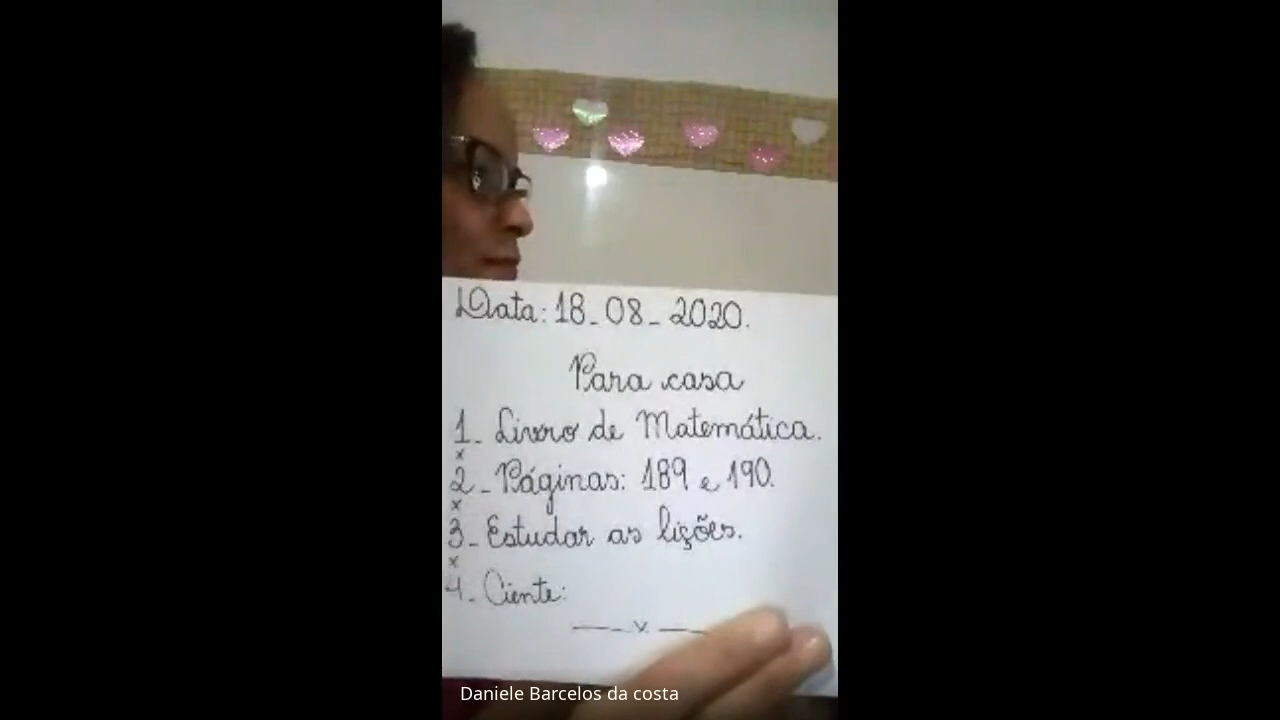 Data: 18-08-2020.
Para casa
1- Livro de Matemática.
x
2- Páginas: 189 e 190.
x
3- Estudar as lições.
x
4- Ciente:
——x——
Daniele Barcelos da costa